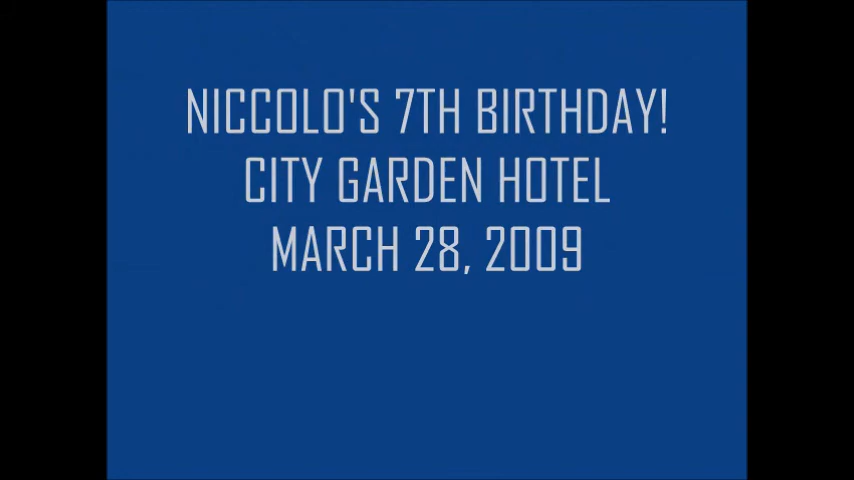 NICCOLO'S 7TH BIRTHDAY!
CITY GARDEN HOTEL
MARCH 28, 2009